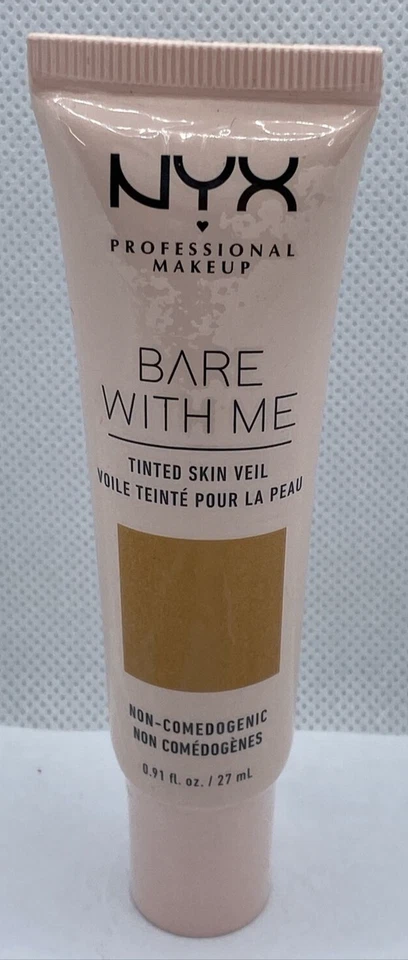 NYX
PROFESSIONAL
MAKEUP
BARE
WITH ME
TINTED SKIN VEIL
VOILE TEINTÉ POUR LA PEAU
NON-COMEDOGENIC
NON COMÉDOGÈNES
0.91 fl. oz. / 27 mL